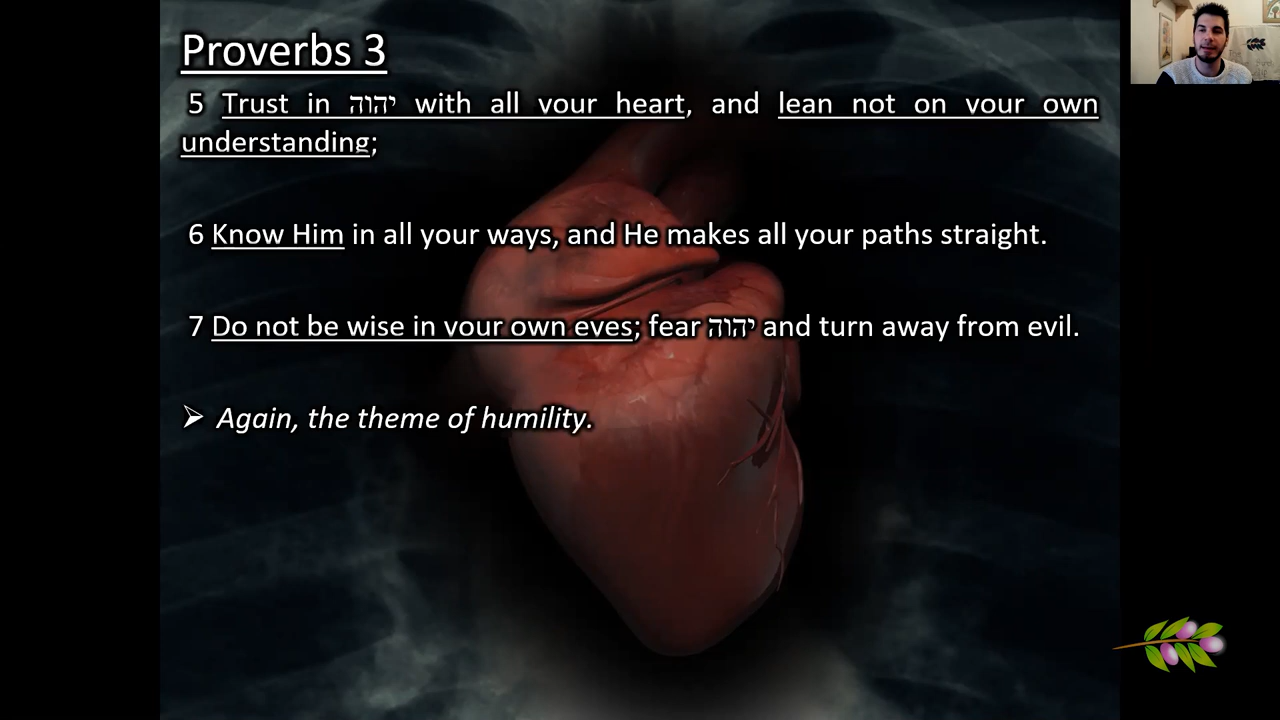 Proverbs 3
5 Trust in יהוה with all your heart, and lean not on your own
understanding;
6 Know Him in all your ways, and He makes all your paths straight.
7 Do not be wise in your own eyes; fear יהוה and turn away from evil.
➢ Again, the theme of humility.